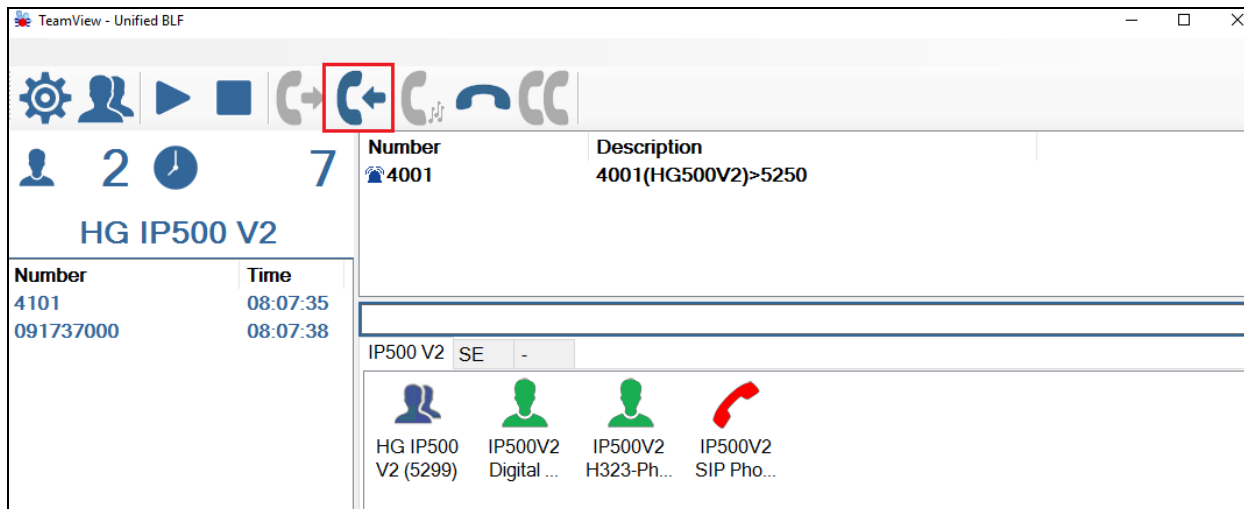 TeamView - Unified BLF
2 7
HG IP500 V2
Number Time
4101 08:07:35
091737000 08:07:38
Number Description
4001 4001(HG500V2)>5250
IP500 V2 SE -
HG IP500 IP500V2 IP500V2 IP500V2
V2 (5299) Digital ... H323-Ph... SIP Pho...